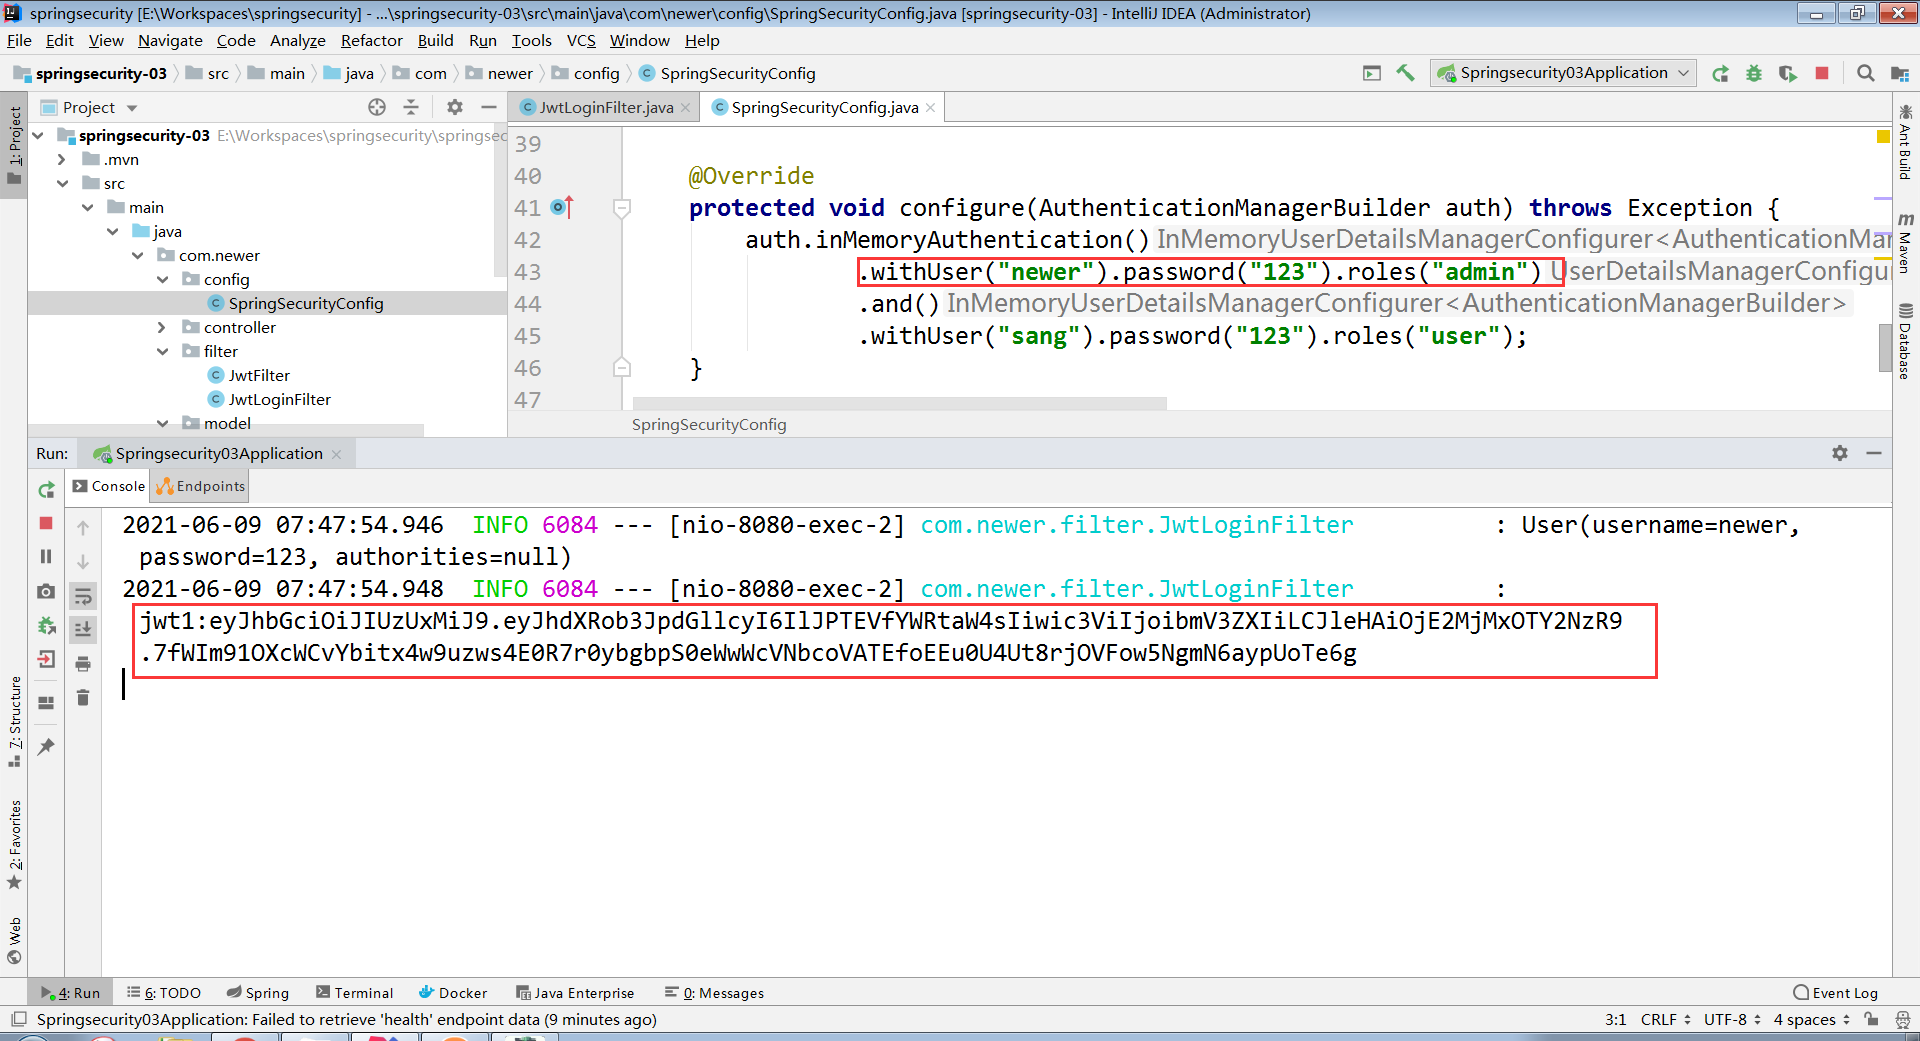 springsecurity [E:\Workspaces\springsecurity] - ...\springsecurity-03\src\main\java\com\newer\config\SpringSecurityConfig.java [springsecurity-03] - IntelliJ IDEA (Administrator)
File Edit View Navigate Code Analyze Refactor Build Run Tools VCS Window Help
springsecurity-03 src main java com newer config SpringSecurityConfig
Springsecurity03Application
Project
JwtLoginFilter.java
SpringSecurityConfig.java
springsecurity-03 E:\Workspaces\springsecurity\springsec
.mvn
src
main
java
com.newer
config
SpringSecurityConfig
controller
filter
JwtFilter
JwtLoginFilter
model
1: Project
7: Structure
2: Favorites
Web
39
40 @Override
41 protected void configure(AuthenticationManagerBuilder auth) throws Exception {
42 auth.inMemoryAuthentication() InMemoryUserDetailsManagerConfigurer<AuthenticationMan
43 .withUser("newer").password("123").roles("admin") UserDetailsManagerConfigur
44 .and() InMemoryUserDetailsManagerConfigurer<AuthenticationManagerBuilder>
45 .withUser("sang").password("123").roles("user");
46 }
47
SpringSecurityConfig
Ant Build
Maven
Database
Run: Springsecurity03Application
Console Endpoints
2021-06-09 07:47:54.946 INFO 6084 --- [nio-8080-exec-2] com.newer.filter.JwtLoginFilter : User(username=newer,
password=123, authorities=null)
2021-06-09 07:47:54.948 INFO 6084 --- [nio-8080-exec-2] com.newer.filter.JwtLoginFilter :
jwt1:eyJhbGciOiJIUzUxMiJ9.eyJhdXRob3JpdGllcyI6IlJPTEVfYWRtaW4sIiwic3ViIjoibmV3ZXIiLCJleHAiOjE2MjMxOTY2NzR9
.7fWIm91OXcWCvYbitx4w9uzws4E0R7r0ybgbpS0eWwWcVNbcoVATEfoEEu0U4Ut8rjOVFow5NgmN6aypUoTe6g
4: Run 6: TODO Spring Terminal Docker Java Enterprise 0: Messages Event Log
Springsecurity03Application: Failed to retrieve 'health' endpoint data (9 minutes ago) 3:1 CRLF UTF-8 4 spaces